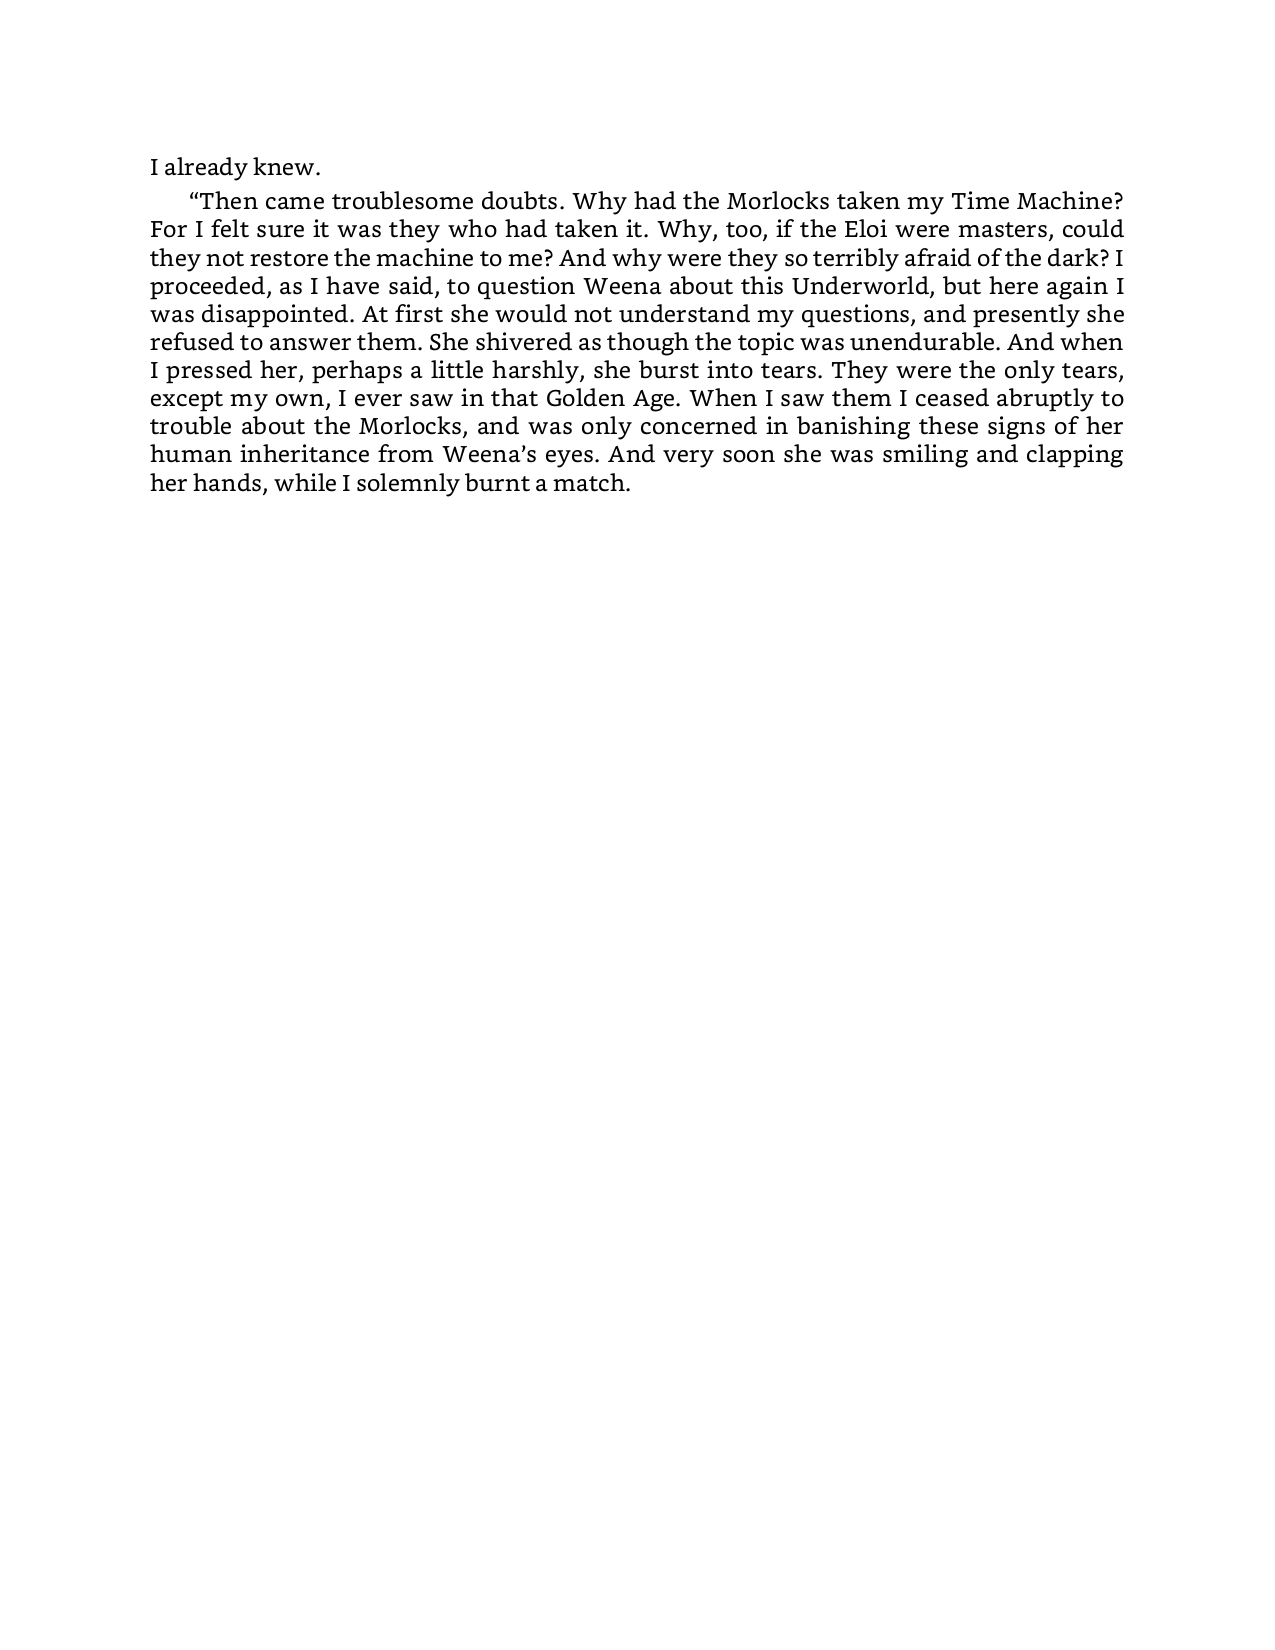 I already knew.
“Then came troublesome doubts. Why had the Morlocks taken my Time Machine?
For I felt sure it was they who had taken it. Why, too, if the Eloi were masters, could
they not restore the machine to me? And why were they so terribly afraid of the dark? I
proceeded, as I have said, to question Weena about this Underworld, but here again I
was disappointed. At first she would not understand my questions, and presently she
refused to answer them. She shivered as though the topic was unendurable. And when
I pressed her, perhaps a little harshly, she burst into tears. They were the only tears,
except my own, I ever saw in that Golden Age. When I saw them I ceased abruptly to
trouble about the Morlocks, and was only concerned in banishing these signs of her
human inheritance from Weena’s eyes. And very soon she was smiling and clapping
her hands, while I solemnly burnt a match.